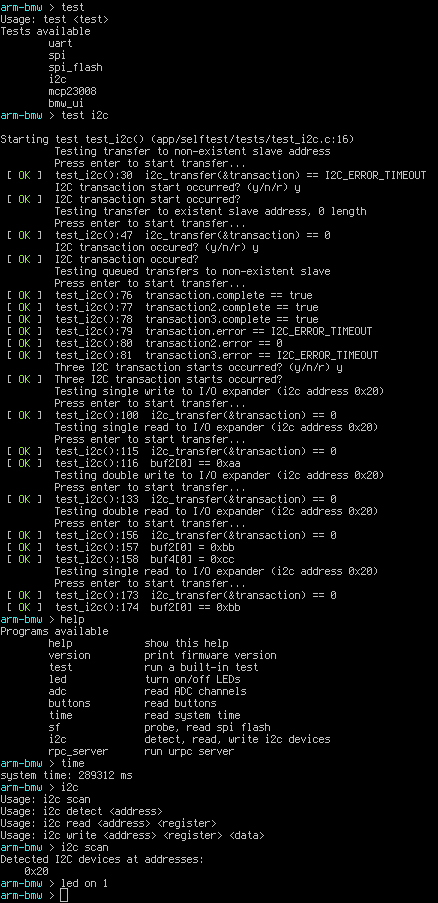 arm-bmw > test
Usage: test <test>
Tests available
uart
spi
spi_flash
i2c
mcp23008
bmw_ui
arm-bmw > test i2c
Starting test test_i2c() (app/selftest/tests/test_i2c.c:16)
Testing transfer to non-existent slave address
Press enter to start transfer...
[ OK ] test_i2c():30 i2c_transfer(&transaction) == I2C_ERROR_TIMEOUT
I2C transaction start occurred? (y/n/r) y
[ OK ] I2C transaction start occurred?
Testing transfer to existent slave address, 0 length
Press enter to start transfer...
[ OK ] test_i2c():47 i2c_transfer(&transaction) == 0
I2C transaction occured? (y/n/r) y
[ OK ] I2C transaction occured?
Testing queued transfers to non-existent slave
Press enter to start transfer...
[ OK ] test_i2c():76 transaction.complete == true
[ OK ] test_i2c():77 transaction2.complete == true
[ OK ] test_i2c():78 transaction3.complete == true
[ OK ] test_i2c():79 transaction.error == I2C_ERROR_TIMEOUT
[ OK ] test_i2c():80 transaction2.error == 0
[ OK ] test_i2c():81 transaction3.error == I2C_ERROR_TIMEOUT
Three I2C transaction starts occurred? (y/n/r) y
[ OK ] Three I2C transaction starts occurred?
Testing single write to I/O expander (i2c address 0x20)
Press enter to start transfer...
[ OK ] test_i2c():100 i2c_transfer(&transaction) == 0
Testing single read to I/O expander (i2c address 0x20)
Press enter to start transfer...
[ OK ] test_i2c():115 i2c_transfer(&transaction) == 0
[ OK ] test_i2c():116 buf2[0] == 0xaa
Testing double write to I/O expander (i2c address 0x20)
Press enter to start transfer...
[ OK ] test_i2c():133 i2c_transfer(&transaction) == 0
Testing double read to I/O expander (i2c address 0x20)
Press enter to start transfer...
[ OK ] test_i2c():156 i2c_transfer(&transaction) == 0
[ OK ] test_i2c():157 buf2[0] = 0xbb
[ OK ] test_i2c():158 buf4[0] = 0xcc
Testing single read to I/O expander (i2c address 0x20)
Press enter to start transfer...
[ OK ] test_i2c():173 i2c_transfer(&transaction) == 0
[ OK ] test_i2c():174 buf2[0] == 0xbb
arm-bmw > help
Programs available
help show this help
version print firmware version
test run a built-in test
led turn on/off LEDs
adc read ADC channels
buttons read buttons
time read system time
sf probe, read spi flash
i2c detect, read, write i2c devices
rpc_server run urpc server
arm-bmw > time
system time: 289312 ms
arm-bmw > i2c
Usage: i2c scan
Usage: i2c detect <address>
Usage: i2c read <address> <register>
Usage: i2c write <address> <register> <data>
arm-bmw > i2c scan
Detected I2C devices at addresses:
0x20
arm-bmw > led on 1
arm-bmw >